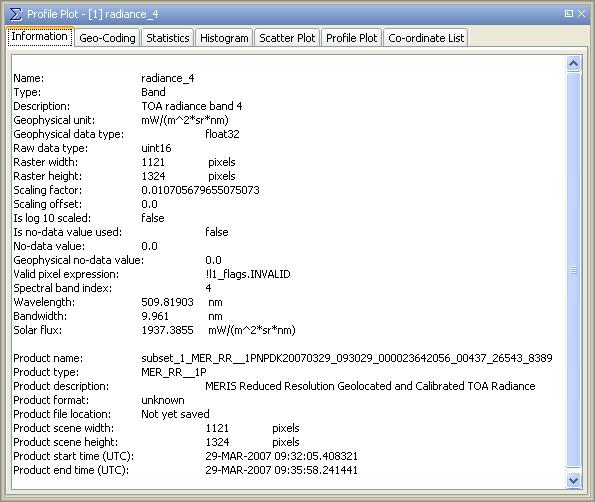 Profile Plot - [1] radiance_4
Information Geo-Coding Statistics Histogram Scatter Plot Profile Plot Co-ordinate List
Name: radiance_4
Type: Band
Description: TOA radiance band 4
Geophysical unit: mW/(m^2*sr*nm)
Geophysical data type: float32
Raw data type: uint16
Raster width: 1121 pixels
Raster height: 1324 pixels
Scaling factor: 0.010705679655075073
Scaling offset: 0.0
Is log 10 scaled: false
Is no-data value used: false
No-data value: 0.0
Geophysical no-data value: 0.0
Valid pixel expression: !l1_flags.INVALID
Spectral band index: 4
Wavelength: 509.81903 nm
Bandwidth: 9.961 nm
Solar flux: 1937.3855 mW/(m^2*sr*nm)
Product name: subset_1_MER_RR__1PNPDK20070329_093029_000023642056_00437_26543_8389
Product type: MER_RR__1P
Product description: MERIS Reduced Resolution Geolocated and Calibrated TOA Radiance
Product format: unknown
Product file location: Not yet saved
Product scene width: 1121 pixels
Product scene height: 1324 pixels
Product start time (UTC): 29-MAR-2007 09:32:05.408321
Product end time (UTC): 29-MAR-2007 09:35:58.241441